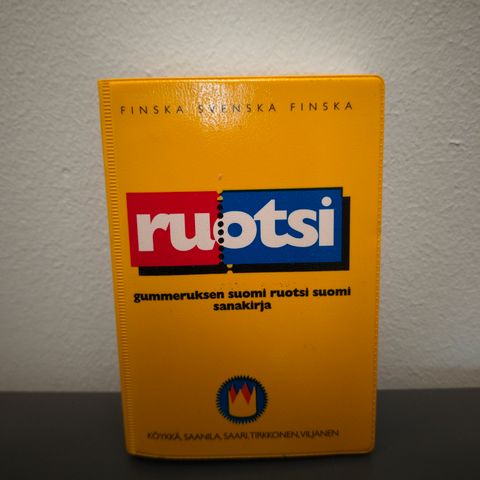 FINSKA SVENSKA FINSKA
ruotsi
gummeruksen suomi ruotsi suomi
sanakirja
KÖYKKÄ, SAANILA, SAARI, TIRKKONEN, VILJANEN